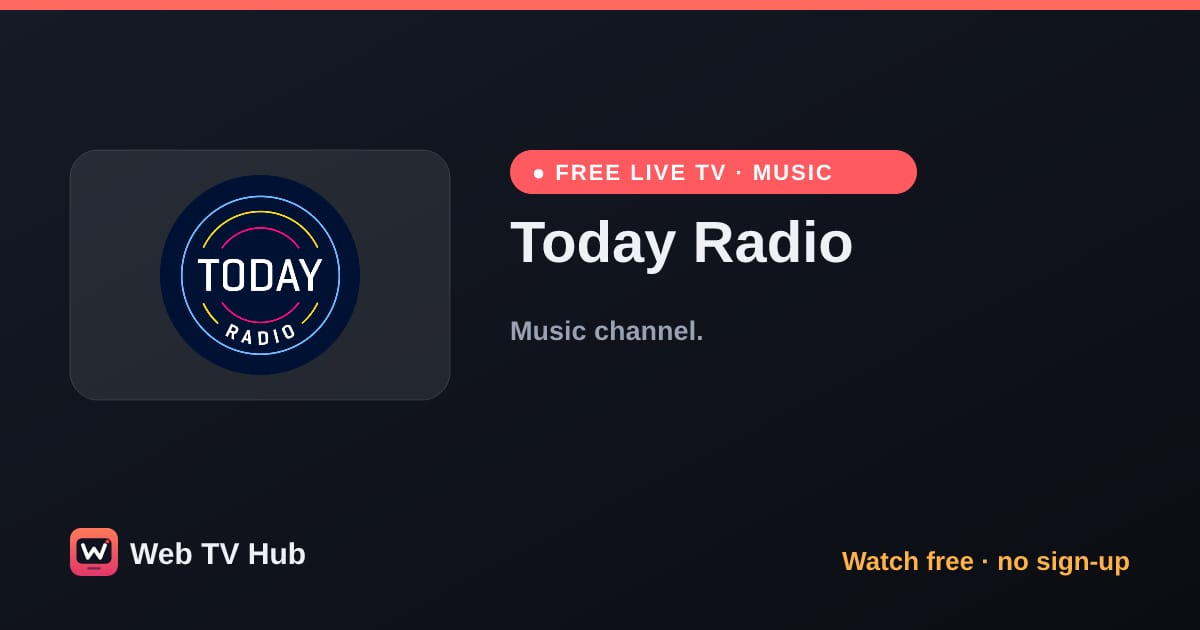 TODAY
RADIO
● FREE LIVE TV · MUSIC
Today Radio
Music channel.
W
Web TV Hub
Watch free · no sign-up